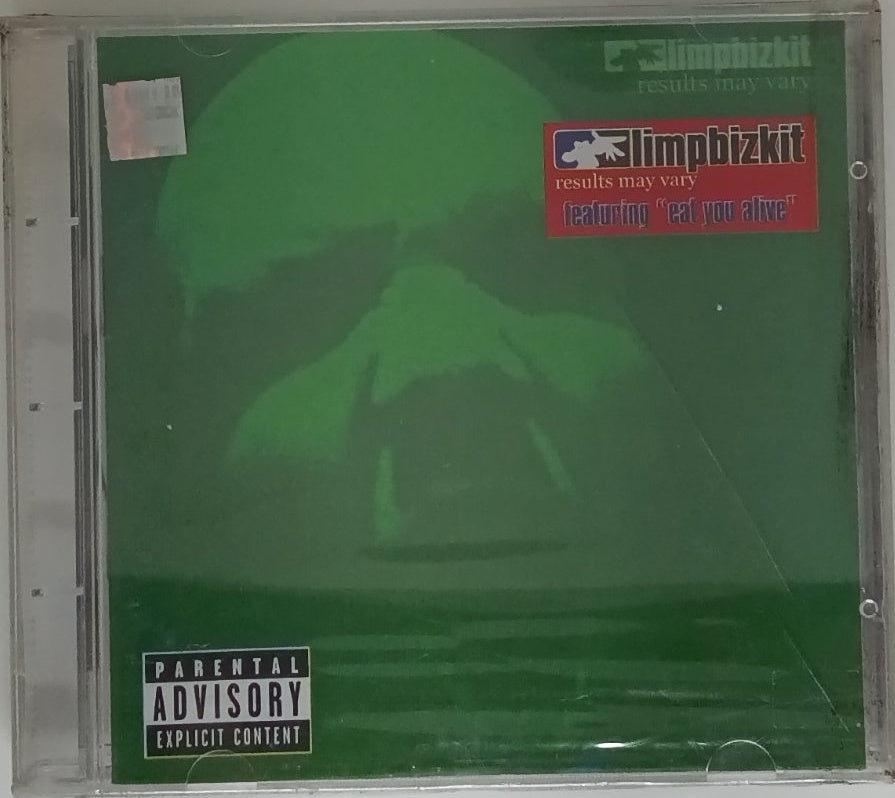 limpbizkit
results may vary
limpbizkit
results may vary
featuring "eat you alive"
PARENTAL
ADVISORY
EXPLICIT CONTENT